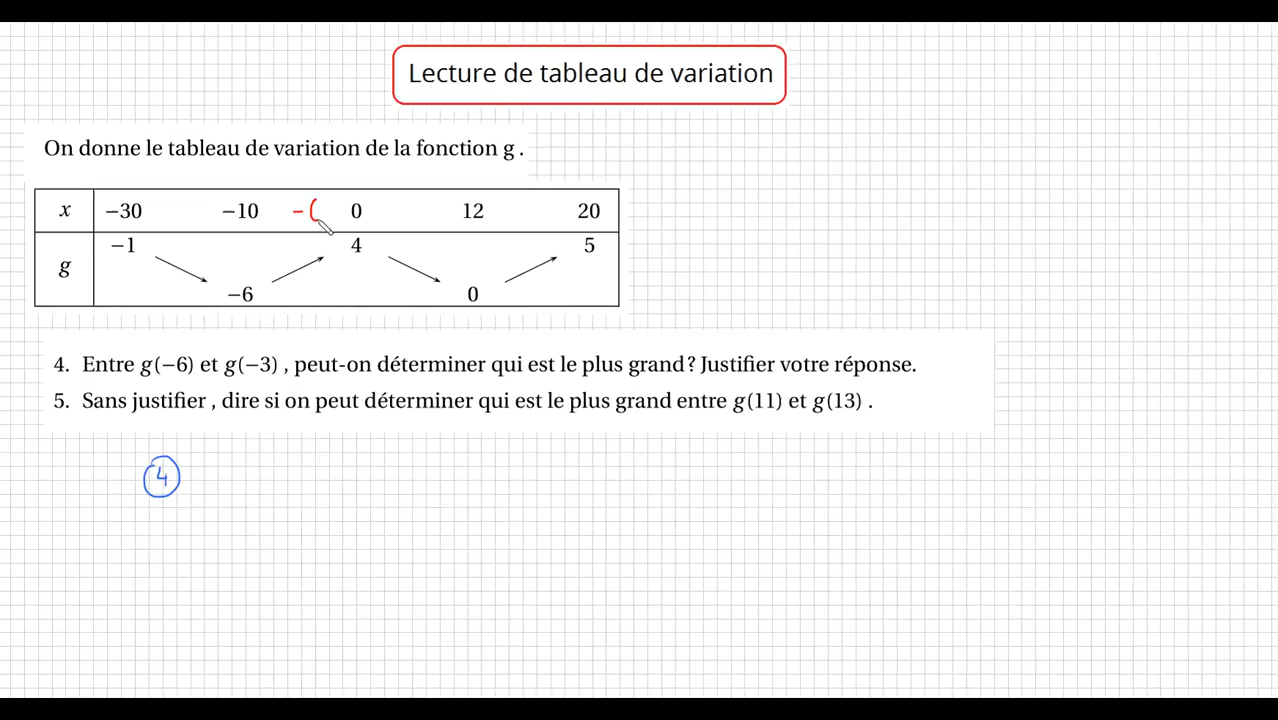 Lecture de tableau de variation
On donne le tableau de variation de la fonction g .
x −30 −10 - ( 0 12 20
−1 4 5
g
−6 0
4. Entre g(−6) et g(−3) , peut-on déterminer qui est le plus grand? Justifier votre réponse.
5. Sans justifier , dire si on peut déterminer qui est le plus grand entre g(11) et g(13) .
4